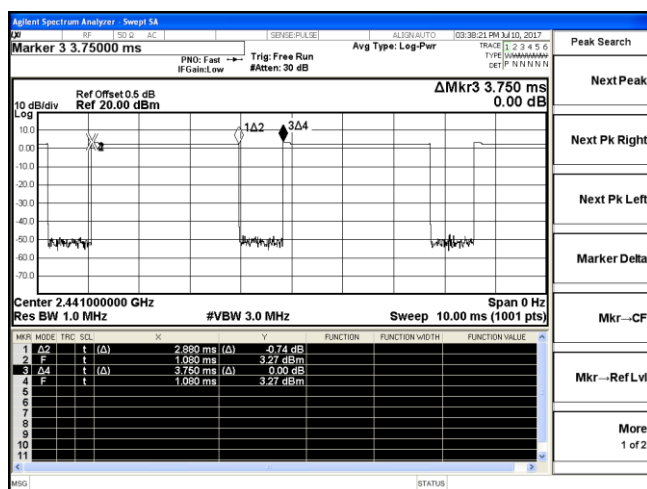 Agilent Spectrum Analyzer - Swept SA
RF 50 Ω AC SENSE:PULSE ALIGNAUTO 03:38:21 PM Jul 10, 2017
Marker 3 3.75000 ms
PNO: Fast
IFGain:Low
Trig: Free Run
#Atten: 30 dB
Avg Type: Log-Pwr
TRACE 1 2 3 4 5 6
TYPE
DET P N N N N N
Peak Search
Next Peak
Next Pk Right
Next Pk Left
Marker Delta
Mkr→CF
Mkr→Ref Lvl
More
1 of 2
ΔMkr3 3.750 ms
0.00 dB
Ref Offset 0.5 dB
10 dB/div Ref 20.00 dBm
Log
10.0
0.00
-10.0
-20.0
-30.0
-40.0
-50.0
-60.0
-70.0
1Δ2
3Δ4
Center 2.441000000 GHz Span 0 Hz
Res BW 1.0 MHz #VBW 3.0 MHz Sweep 10.00 ms (1001 pts)
MKR MODE TRC SCL X Y FUNCTION FUNCTION WIDTH FUNCTION VALUE
1 Δ2 t (Δ) 2.880 ms (Δ) -0.74 dB
2 F t 1.080 ms 3.27 dBm
3 Δ4 t (Δ) 3.750 ms (Δ) 0.00 dB
4 F t 1.080 ms 3.27 dBm
5
6
7
8
9
10
11
MSG STATUS